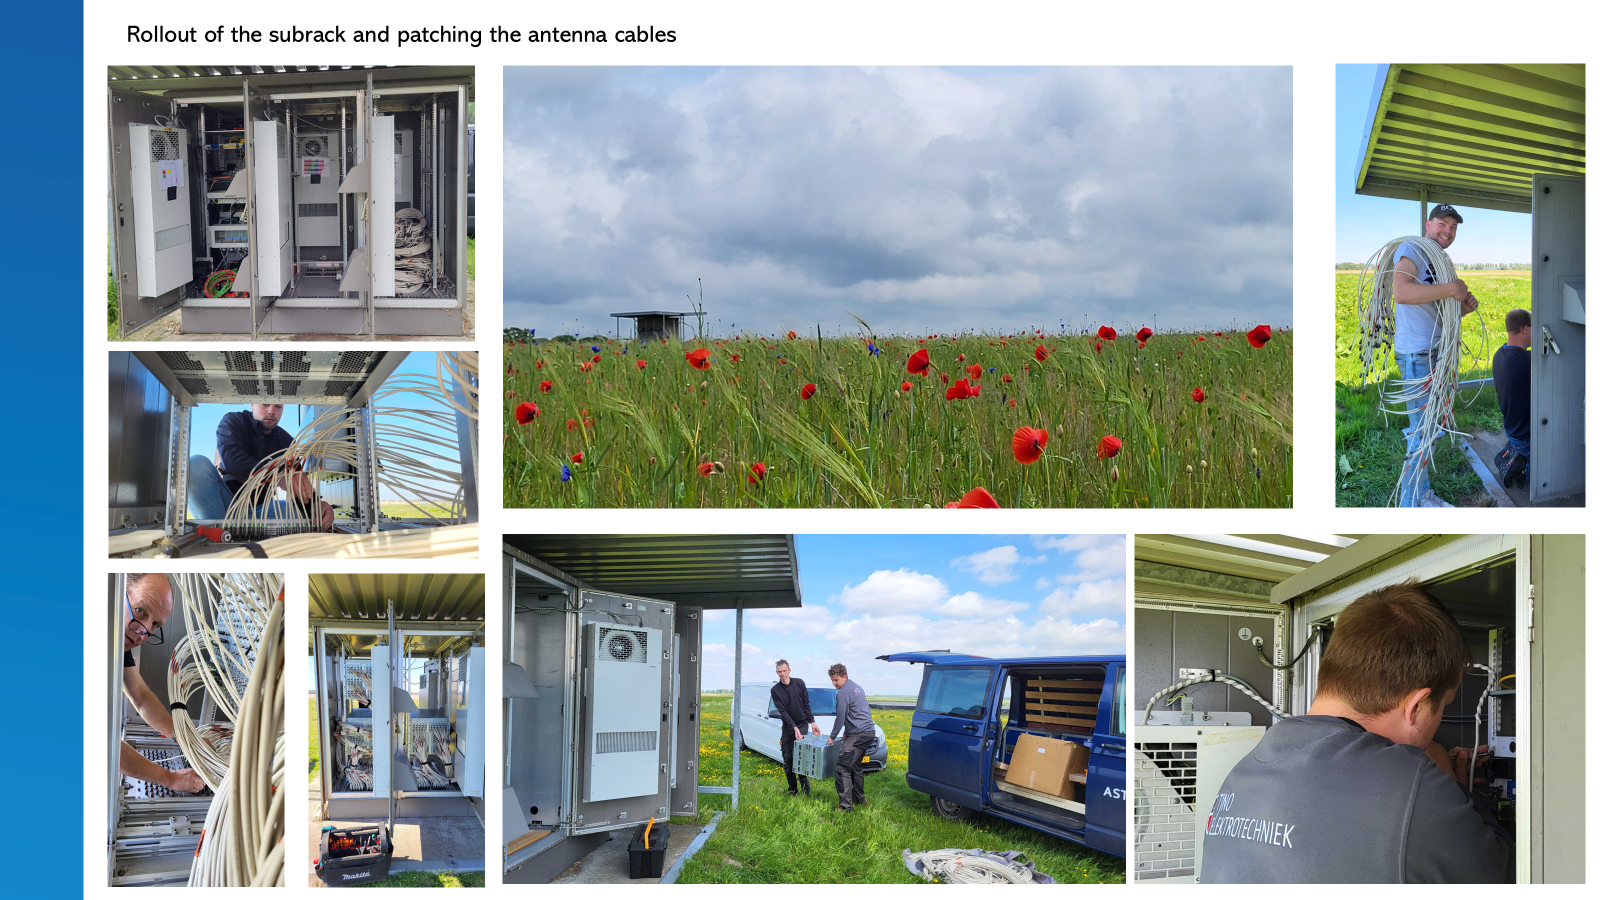 Rollout of the subrack and patching the antenna cables
makita
AST
ELEKTROTECHNIEK